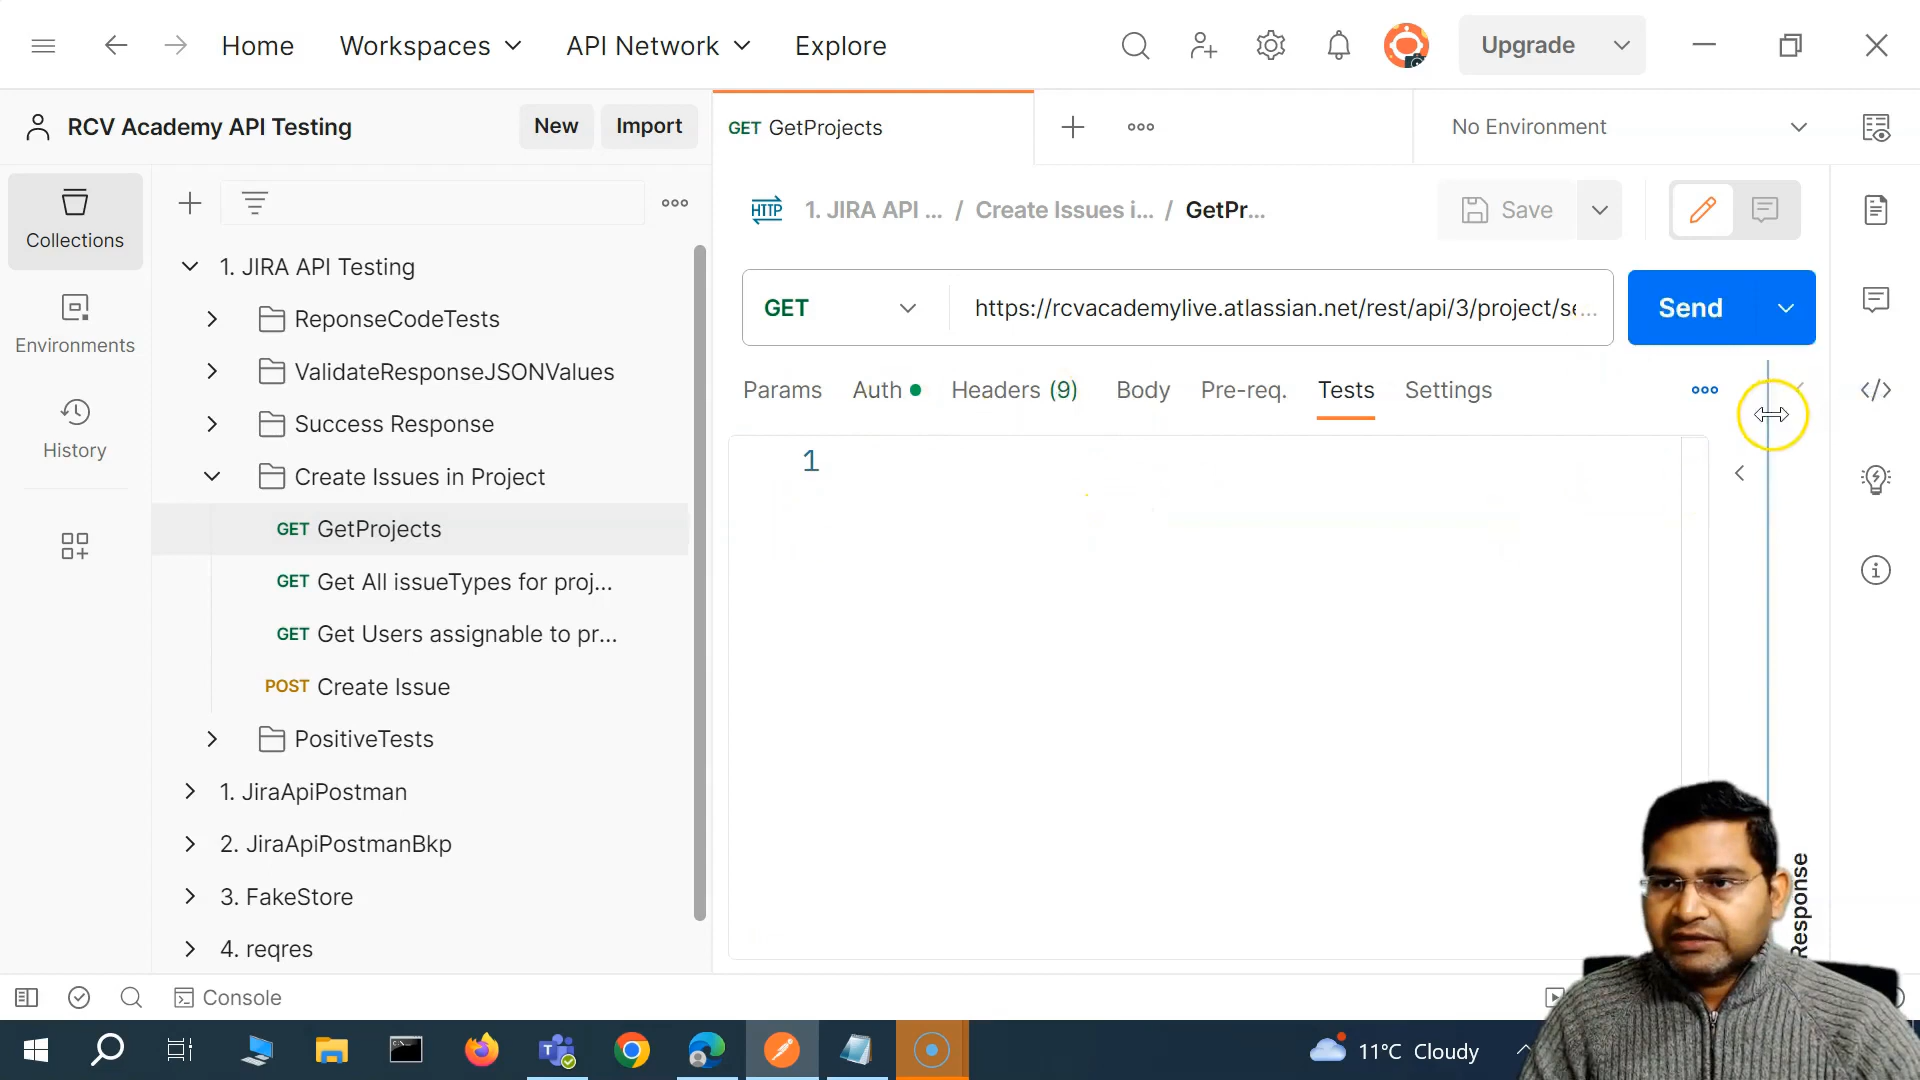 Home
Workspaces
API Network
Explore
Upgrade
RCV Academy API Testing
New
Import
GET GetProjects
No Environment
Collections
Environments
History
1. JIRA API Testing
ReponseCodeTests
ValidateResponseJSONValues
Success Response
Create Issues in Project
GET GetProjects
GET Get All issueTypes for proj...
GET Get Users assignable to pr...
POST Create Issue
PositiveTests
1. JiraApiPostman
2. JiraApiPostmanBkp
3. FakeStore
4. reqres
HTTP
1. JIRA API ... / Create Issues i... / GetPr...
Save
GET
https://rcvacademylive.atlassian.net/rest/api/3/project/se...
Send
Params
Auth
Headers (9)
Body
Pre-req.
Tests
Settings
1
Response
Console
11°C Cloudy